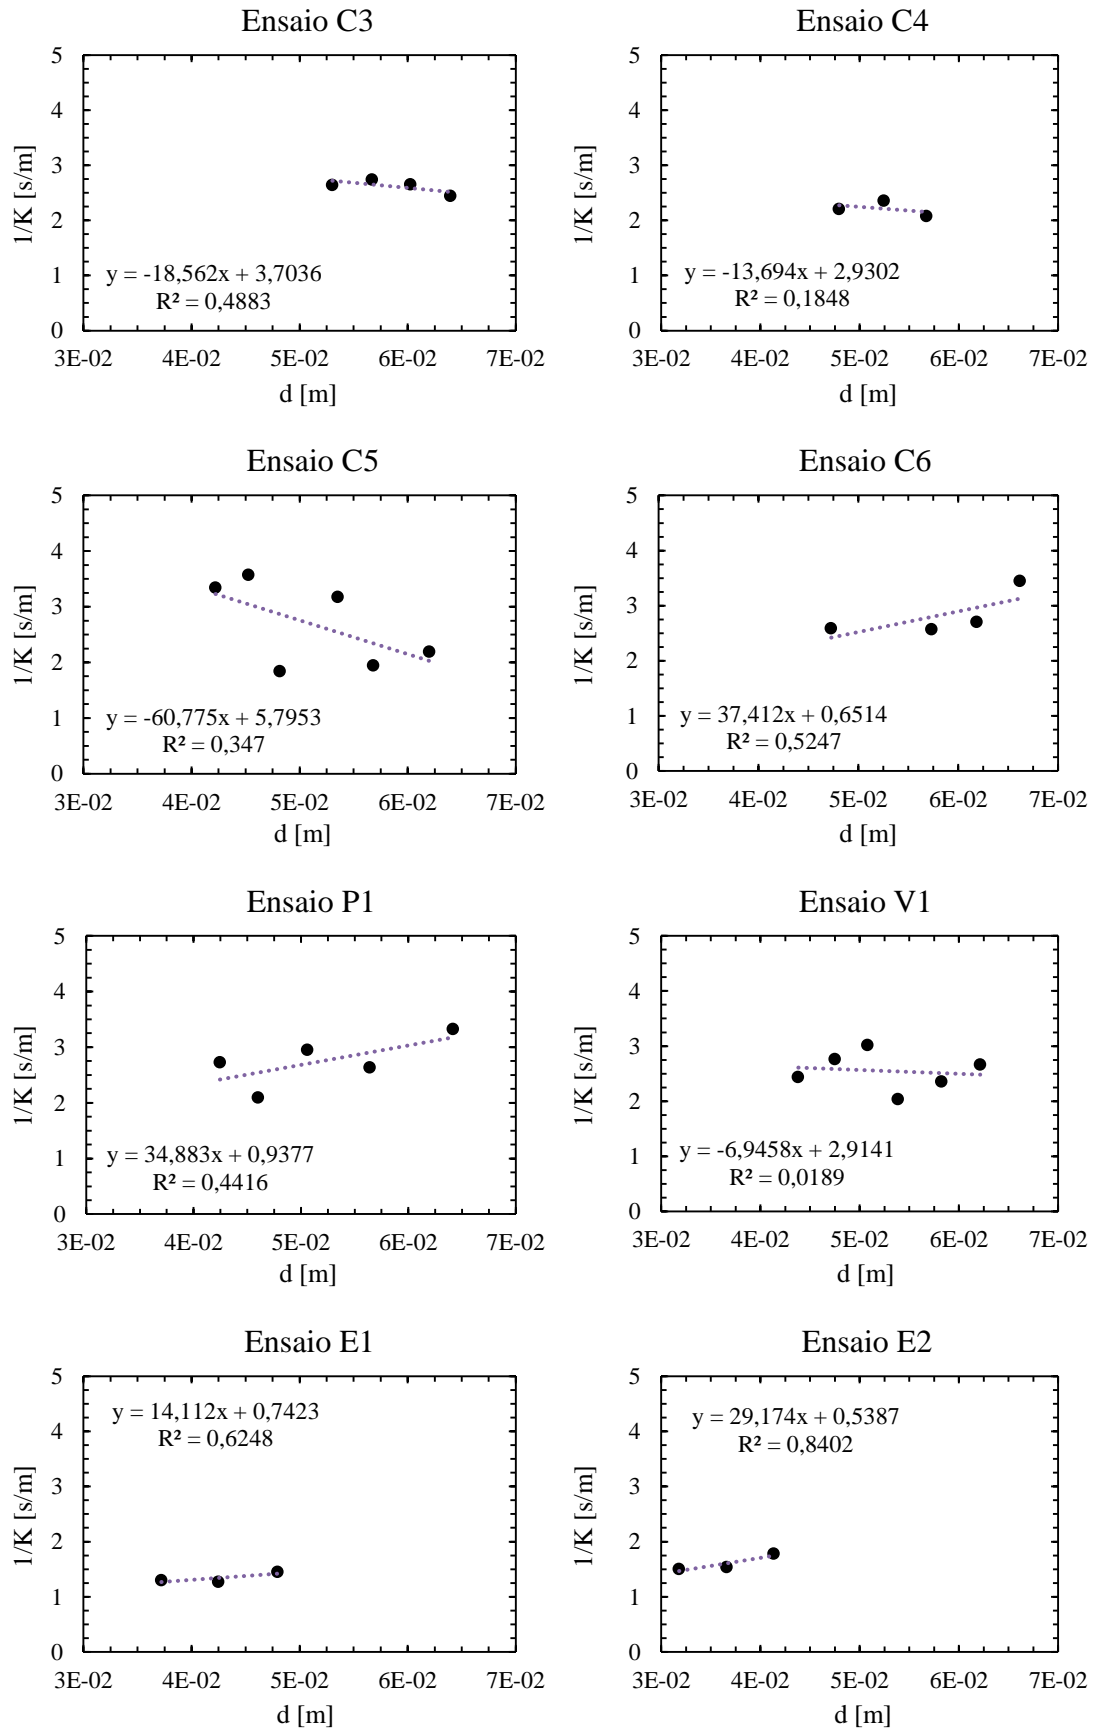 Ensaio C3
5
4
3
2
1
0
1/K [s/m]
y = -18,562x + 3,7036
R² = 0,4883
3E-02 4E-02 5E-02 6E-02 7E-02
d [m]
Ensaio C4
5
4
3
2
1
0
1/K [s/m]
y = -13,694x + 2,9302
R² = 0,1848
3E-02 4E-02 5E-02 6E-02 7E-02
d [m]
Ensaio C5
5
4
3
2
1
0
1/K [s/m]
y = -60,775x + 5,7953
R² = 0,347
3E-02 4E-02 5E-02 6E-02 7E-02
d [m]
Ensaio C6
5
4
3
2
1
0
1/K [s/m]
y = 37,412x + 0,6514
R² = 0,5247
3E-02 4E-02 5E-02 6E-02 7E-02
d [m]
Ensaio P1
5
4
3
2
1
0
1/K [s/m]
y = 34,883x + 0,9377
R² = 0,4416
3E-02 4E-02 5E-02 6E-02 7E-02
d [m]
Ensaio V1
5
4
3
2
1
0
1/K [s/m]
y = -6,9458x + 2,9141
R² = 0,0189
3E-02 4E-02 5E-02 6E-02 7E-02
d [m]
Ensaio E1
5
4
3
2
1
0
1/K [s/m]
y = 14,112x + 0,7423
R² = 0,6248
3E-02 4E-02 5E-02 6E-02 7E-02
d [m]
Ensaio E2
5
4
3
2
1
0
1/K [s/m]
y = 29,174x + 0,5387
R² = 0,8402
3E-02 4E-02 5E-02 6E-02 7E-02
d [m]